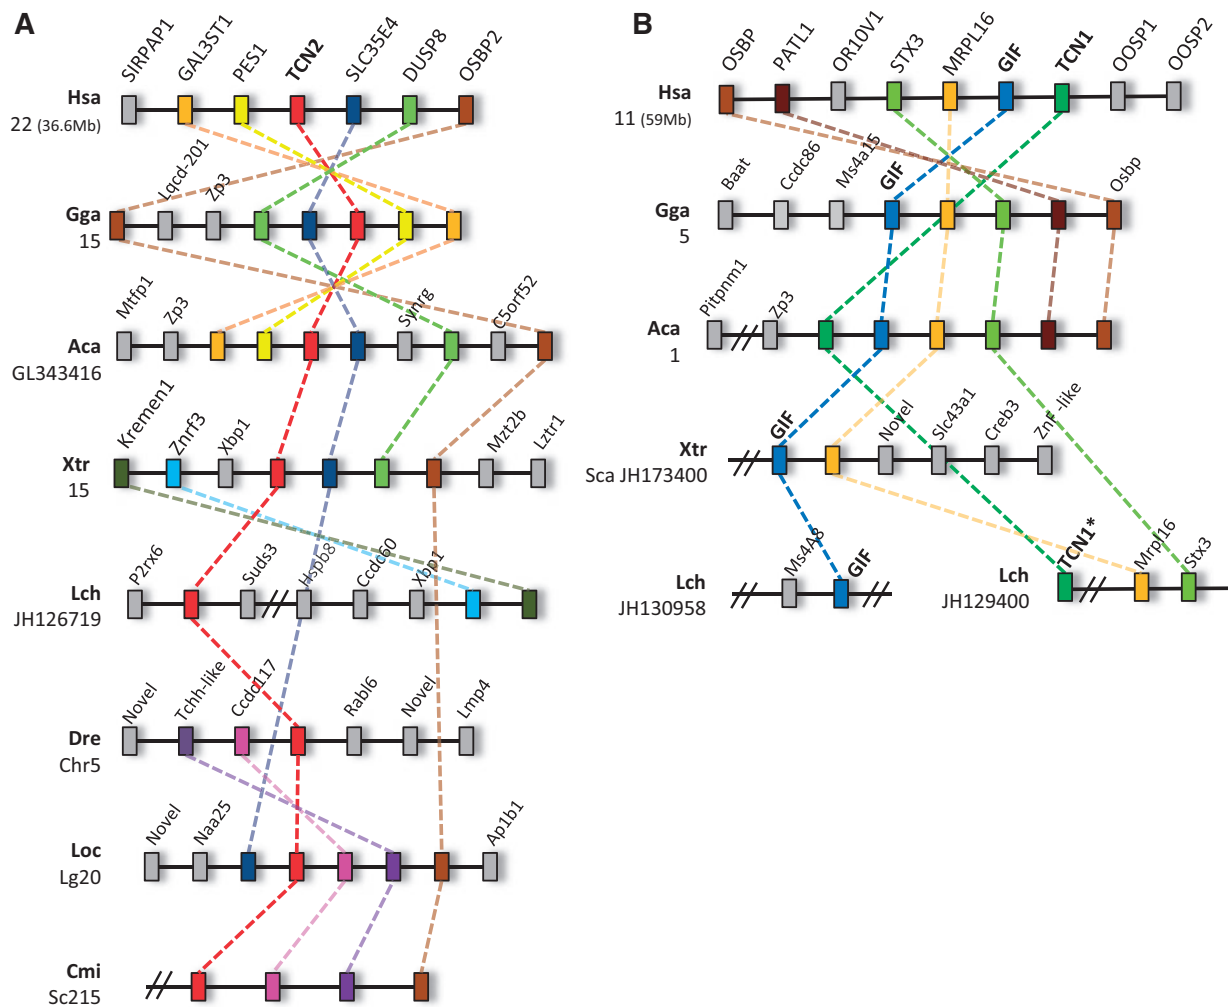 A
SIRPAP1 GAL3ST1 PES1 TCN2 SLC35E4 DUSP8 OSBP2
Hsa
22 (36.6Mb)
Lqcd-201 Zp3
Gga
15
Mtfp1 Zp3 Synrg C5orf52
Aca
GL343416
Kremen1 Znrf3 Xbp1 Mzt2b Lztr1
Xtr
15
P2rx6 Suds3 Hspb8 Ccdc60 Xbp1
Lch
JH126719
Novel Tchh-like Ccdc117 Rabl6 Novel Lmp4
Dre
Chr5
Novel Naa25 Ap1b1
Loc
Lg20
Cmi
Sc215
B
OSBP PATL1 OR10V1 STX3 MRPL16 GIF TCN1 OOSP1 OOSP2
Hsa
11 (59Mb)
Baat Ccdc86 Ms4a15 GIF Osbp
Gga
5
Pitpnm1 Zp3
Aca
1
GIF Novel Slc43a1 Creb3 ZnF-like
Xtr
Sca JH173400
Ms4A8 GIF
Lch
JH130958
TCN1* Mrpl16 Stx3
Lch
JH129400